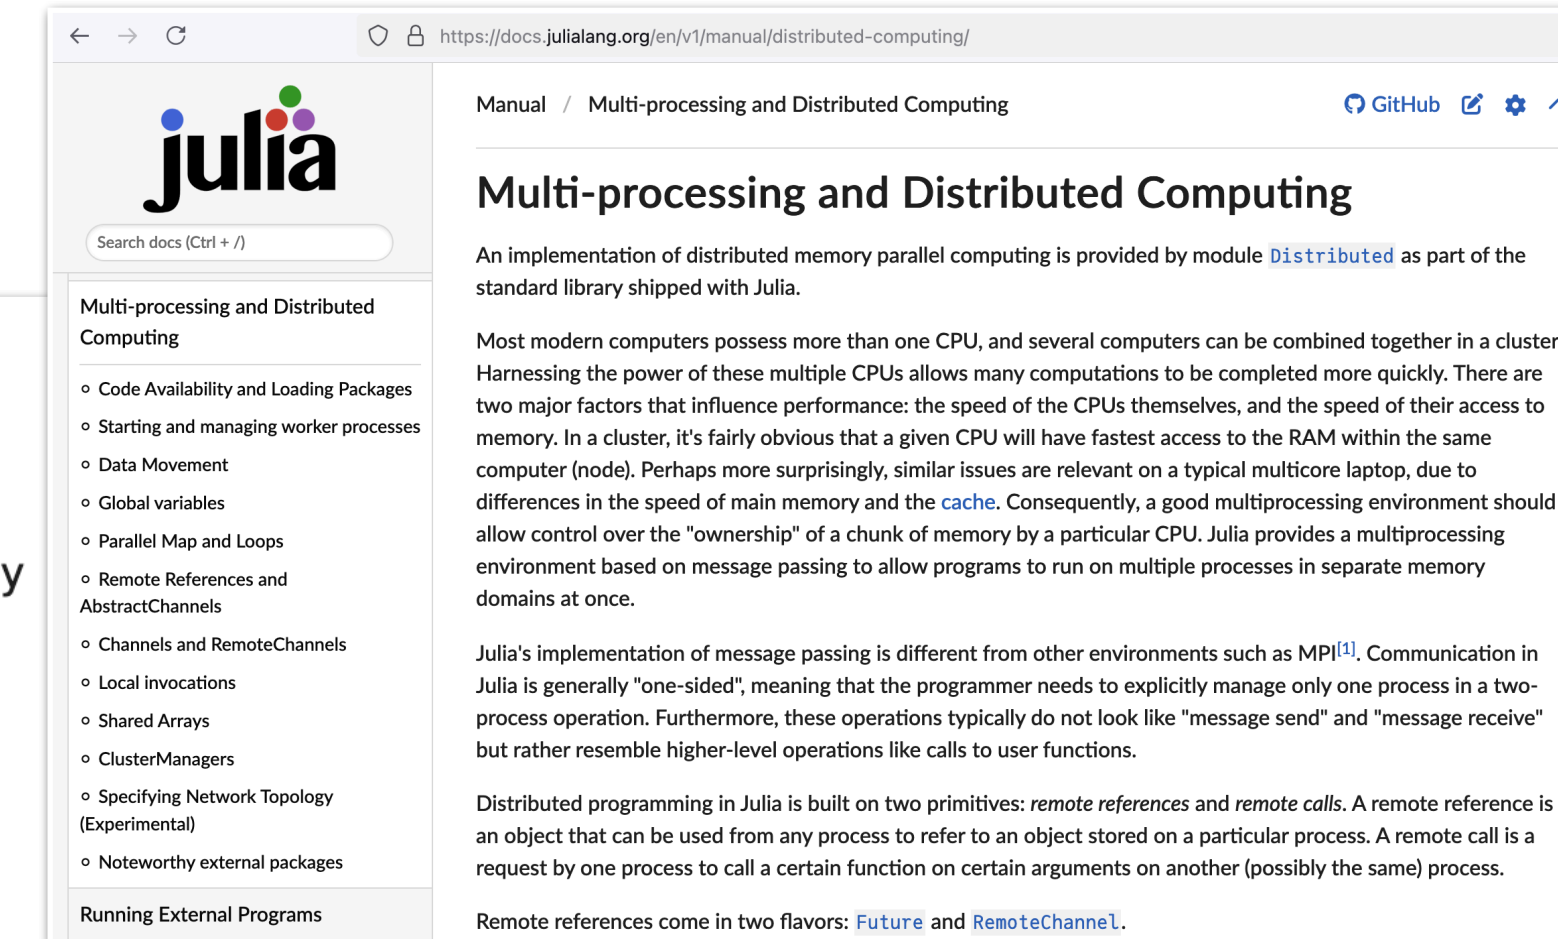 y
https://docs.julialang.org/en/v1/manual/distributed-computing/
julia
Search docs (Ctrl + /)
Multi-processing and Distributed
Computing
Code Availability and Loading Packages
Starting and managing worker processes
Data Movement
Global variables
Parallel Map and Loops
Remote References and
AbstractChannels
Channels and RemoteChannels
Local invocations
Shared Arrays
ClusterManagers
Specifying Network Topology
(Experimental)
Noteworthy external packages
Running External Programs
Manual / Multi-processing and Distributed Computing
GitHub
Multi-processing and Distributed Computing
An implementation of distributed memory parallel computing is provided by module Distributed as part of the
standard library shipped with Julia.
Most modern computers possess more than one CPU, and several computers can be combined together in a cluster
Harnessing the power of these multiple CPUs allows many computations to be completed more quickly. There are
two major factors that influence performance: the speed of the CPUs themselves, and the speed of their access to
memory. In a cluster, it's fairly obvious that a given CPU will have fastest access to the RAM within the same
computer (node). Perhaps more surprisingly, similar issues are relevant on a typical multicore laptop, due to
differences in the speed of main memory and the cache. Consequently, a good multiprocessing environment should
allow control over the "ownership" of a chunk of memory by a particular CPU. Julia provides a multiprocessing
environment based on message passing to allow programs to run on multiple processes in separate memory
domains at once.
Julia's implementation of message passing is different from other environments such as MPI[1]. Communication in
Julia is generally "one-sided", meaning that the programmer needs to explicitly manage only one process in a two-
process operation. Furthermore, these operations typically do not look like "message send" and "message receive"
but rather resemble higher-level operations like calls to user functions.
Distributed programming in Julia is built on two primitives: remote references and remote calls. A remote reference is
an object that can be used from any process to refer to an object stored on a particular process. A remote call is a
request by one process to call a certain function on certain arguments on another (possibly the same) process.
Remote references come in two flavors: Future and RemoteChannel.